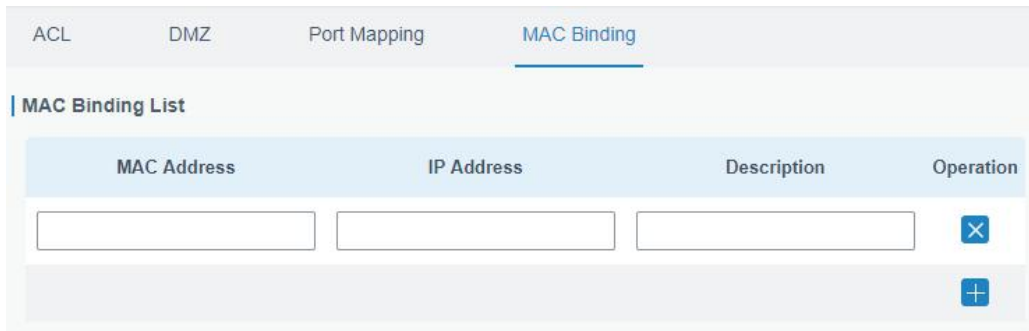 ACL DMZ Port Mapping MAC Binding
MAC Binding List
MAC Address IP Address Description Operation